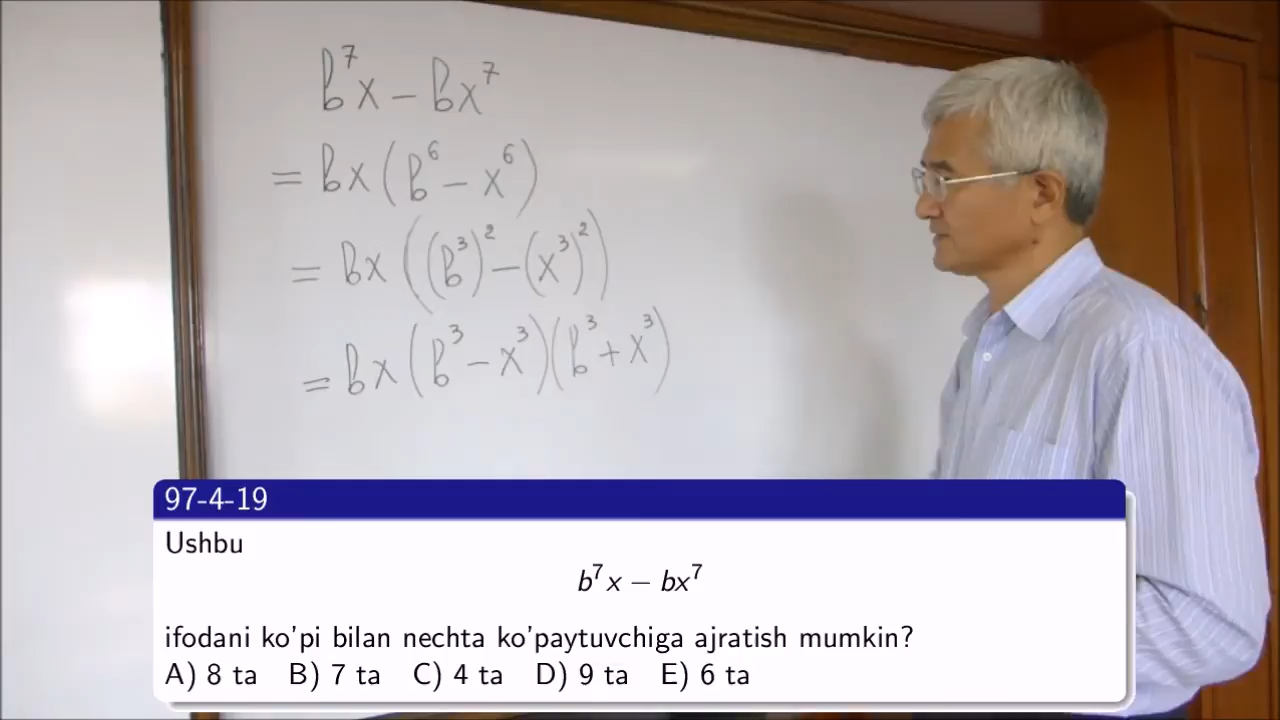 b⁷x − bx⁷
= bx(b⁶ − x⁶)
= bx((b³)² − (x³)²)
= bx(b³ − x³)(b³ + x³)
97-4-19
Ushbu
b⁷x − bx⁷
ifodani ko'pi bilan nechta ko'paytuvchiga ajratish mumkin?
A) 8 ta B) 7 ta C) 4 ta D) 9 ta E) 6 ta